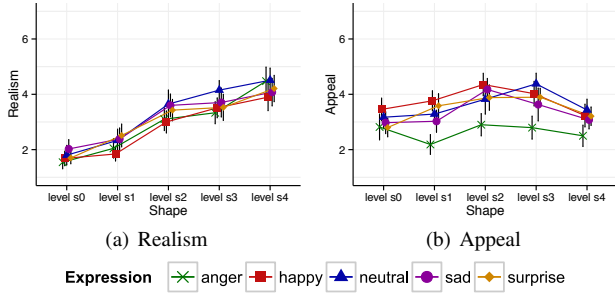 Realism
6
4
2
level s0 level s1 level s2 level s3 level s4
Shape
(a) Realism
Appeal
6
4
2
level s0 level s1 level s2 level s3 level s4
Shape
(b) Appeal
Expression anger happy neutral sad surprise